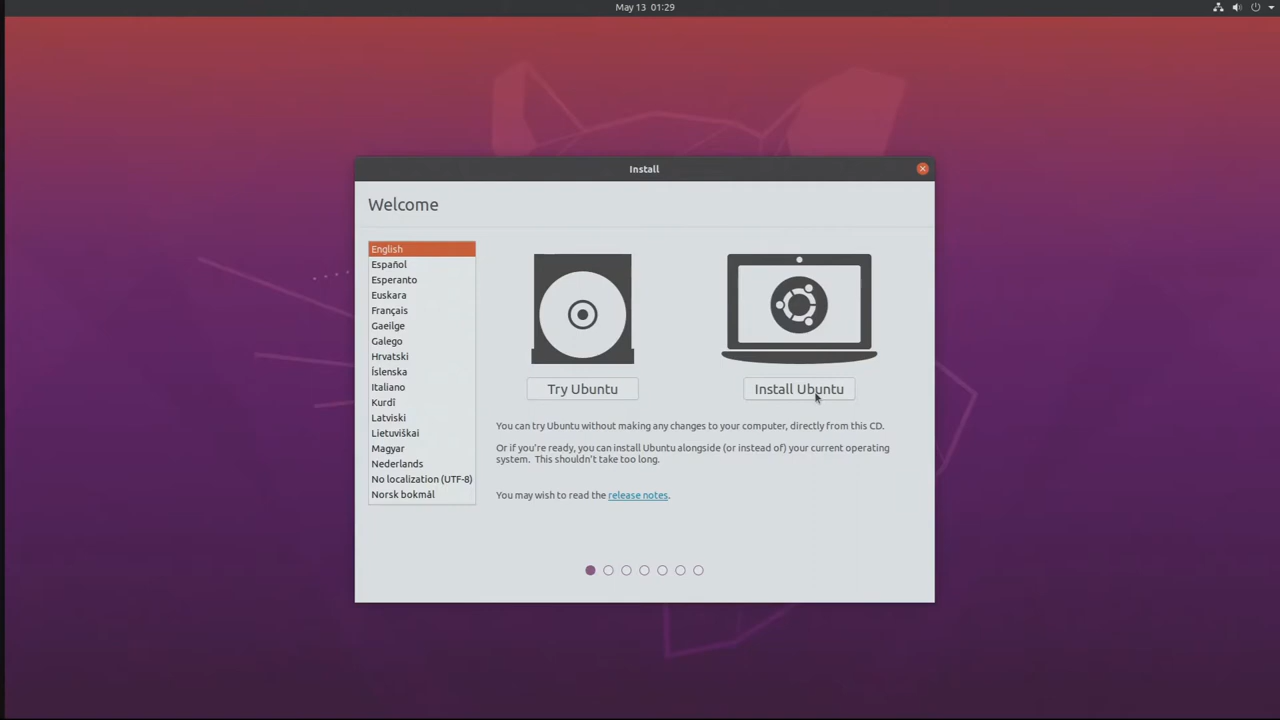 May 13 01:29
Install
Welcome
English
Español
Esperanto
Euskara
Français
Gaeilge
Galego
Hrvatski
Íslenska
Italiano
Kurdî
Latviski
Lietuviškai
Magyar
Nederlands
No localization (UTF-8)
Norsk bokmål
Try Ubuntu
Install Ubuntu
You can try Ubuntu without making any changes to your computer, directly from this CD.
Or if you're ready, you can install Ubuntu alongside (or instead of) your current operating
system. This shouldn't take too long.
You may wish to read the release notes.